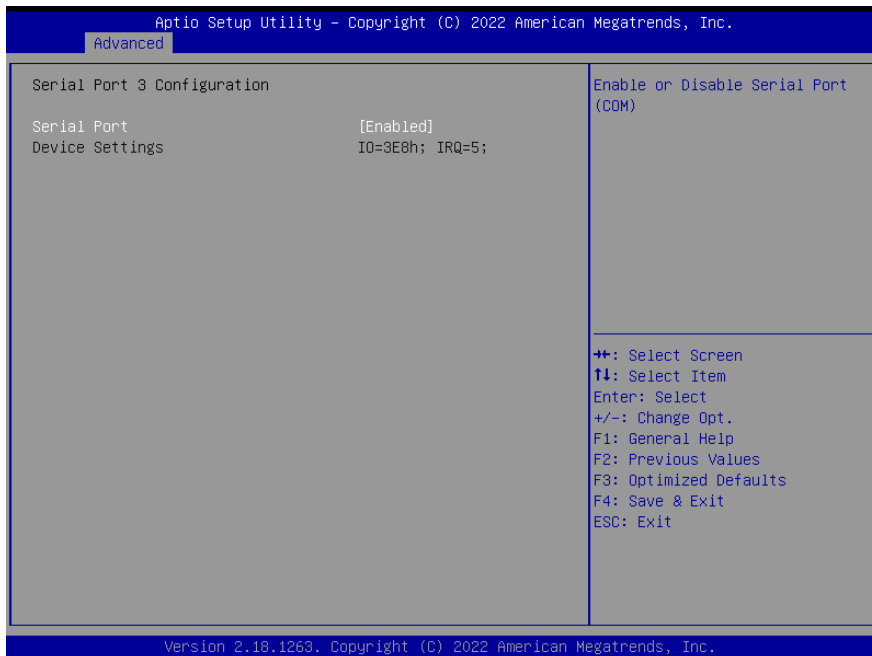 Aptio Setup Utility – Copyright (C) 2022 American Megatrends, Inc.
Advanced
Serial Port 3 Configuration
Serial Port [Enabled]
Device Settings IO=3E8h; IRQ=5;
Enable or Disable Serial Port
(COM)
→←: Select Screen
↑↓: Select Item
Enter: Select
+/-: Change Opt.
F1: General Help
F2: Previous Values
F3: Optimized Defaults
F4: Save & Exit
ESC: Exit
Version 2.18.1263. Copyright (C) 2022 American Megatrends, Inc.